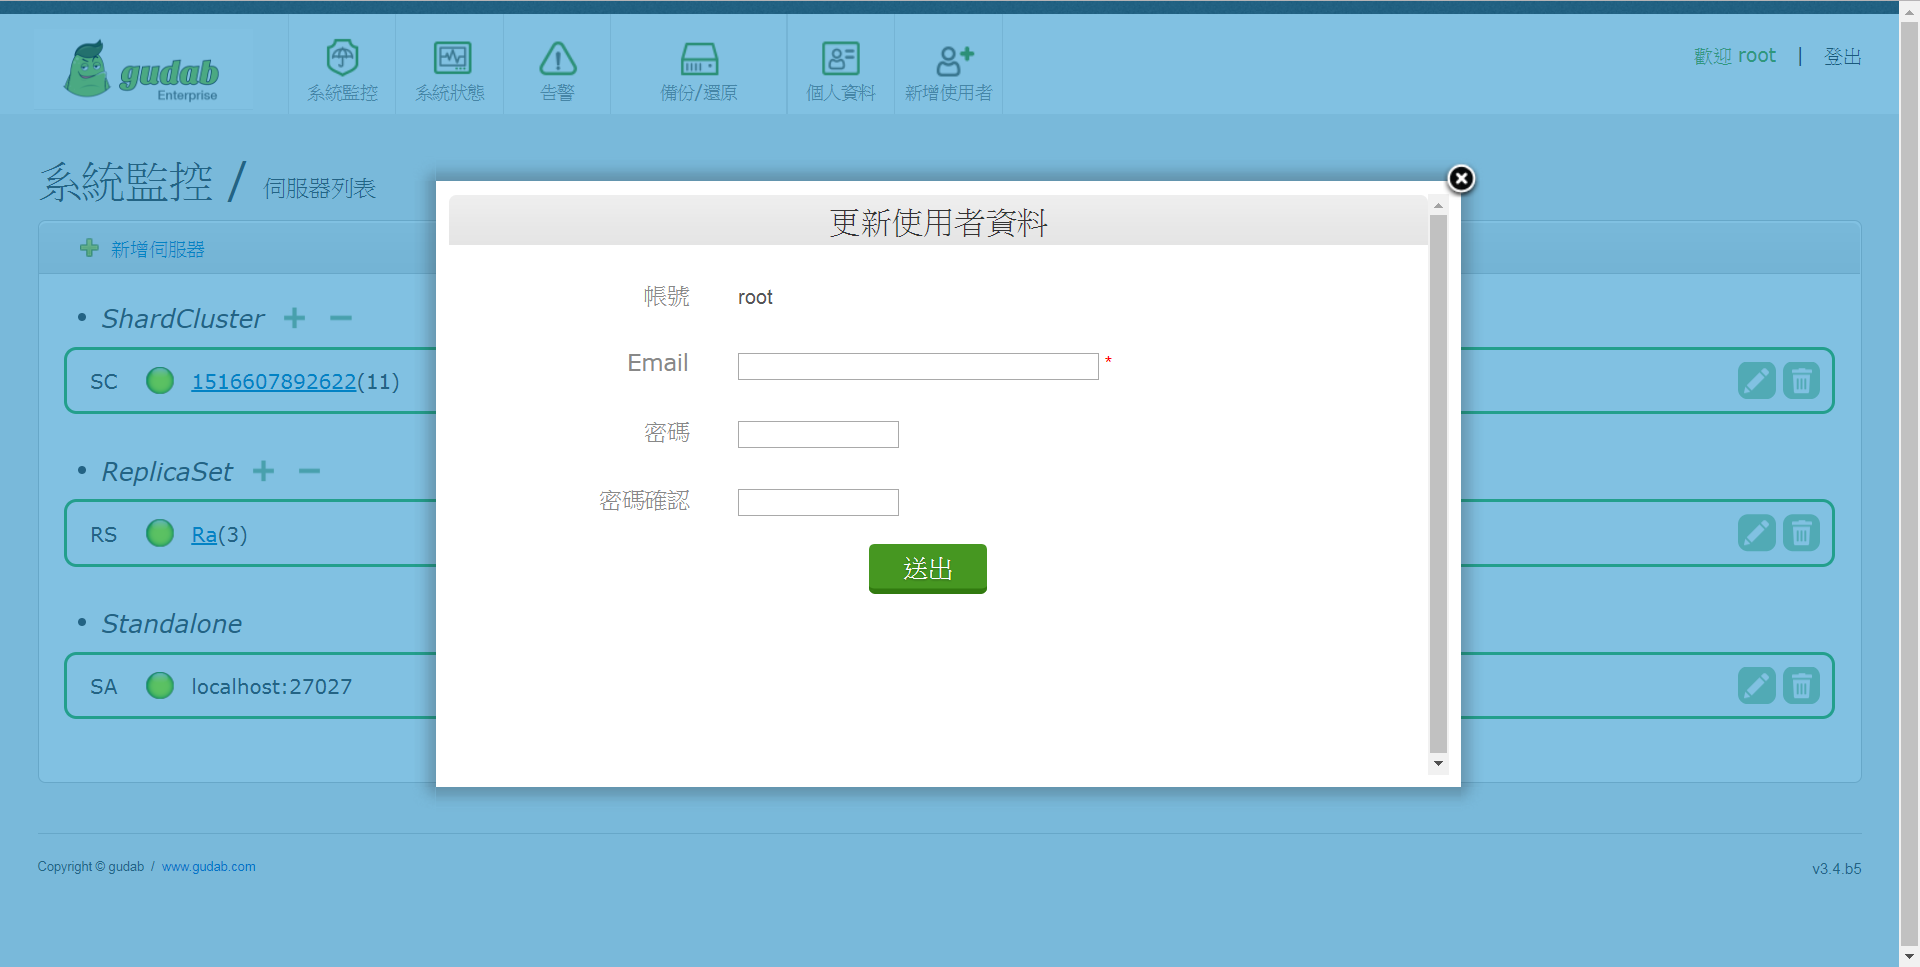 gudab
Enterprise
系統監控
系統狀態
告警
備份/還原
個人資料
新增使用者
歡迎 root | 登出
系統監控 / 伺服器列表
新增伺服器
• ShardCluster
SC 1516607892622(11)
• ReplicaSet
RS Ra(3)
• Standalone
SA localhost:27027
更新使用者資料
帳號 root
Email *
密碼
密碼確認
送出
Copyright © gudab / www.gudab.com
v3.4.b5